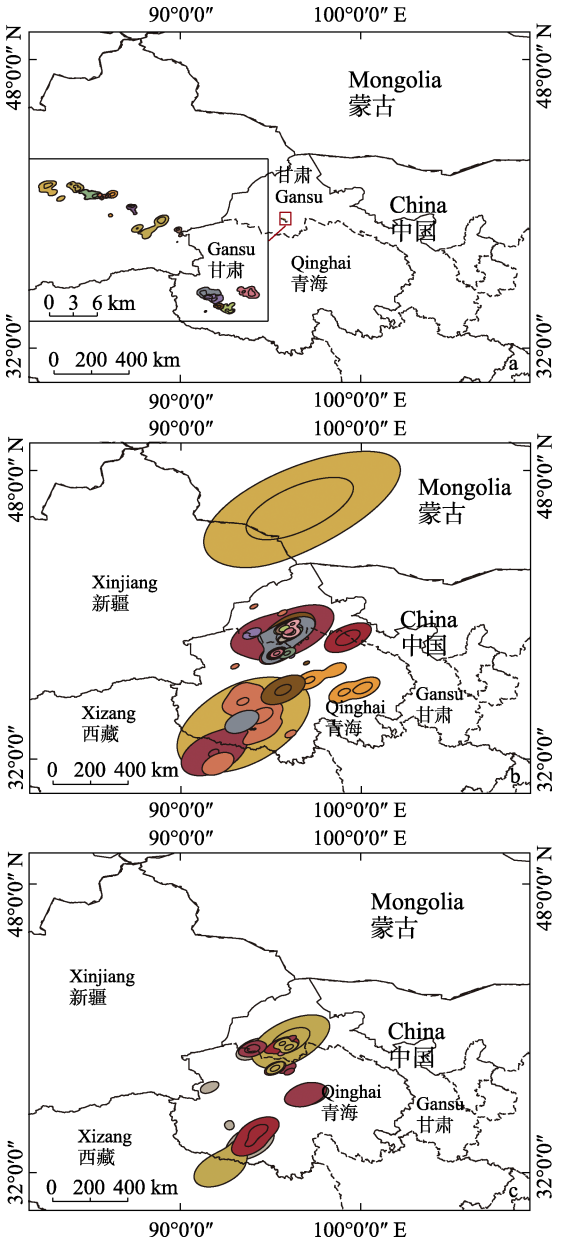 90°0′0″
100°0′0″ E
48°0′0″ N
48°0′0″ N
Mongolia
蒙古
甘肃
Gansu
China
中国
Gansu
甘肃
Qinghai
青海
0 3 6 km
0 200 400 km
32°0′0″
32°0′0″
a
90°0′0″
100°0′0″ E
90°0′0″
100°0′0″ E
48°0′0″ N
48°0′0″ N
Mongolia
蒙古
Xinjiang
新疆
China
中国
Xizang
西藏
Qinghai
青海
Gansu
甘肃
0 200 400 km
32°0′0″
32°0′0″
b
90°0′0″
100°0′0″ E
90°0′0″
100°0′0″ E
48°0′0″ N
48°0′0″ N
Mongolia
蒙古
Xinjiang
新疆
China
中国
Qinghai
青海
Gansu
甘肃
Xizang
西藏
0 200 400 km
32°0′0″
32°0′0″
c
90°0′0″
100°0′0″ E